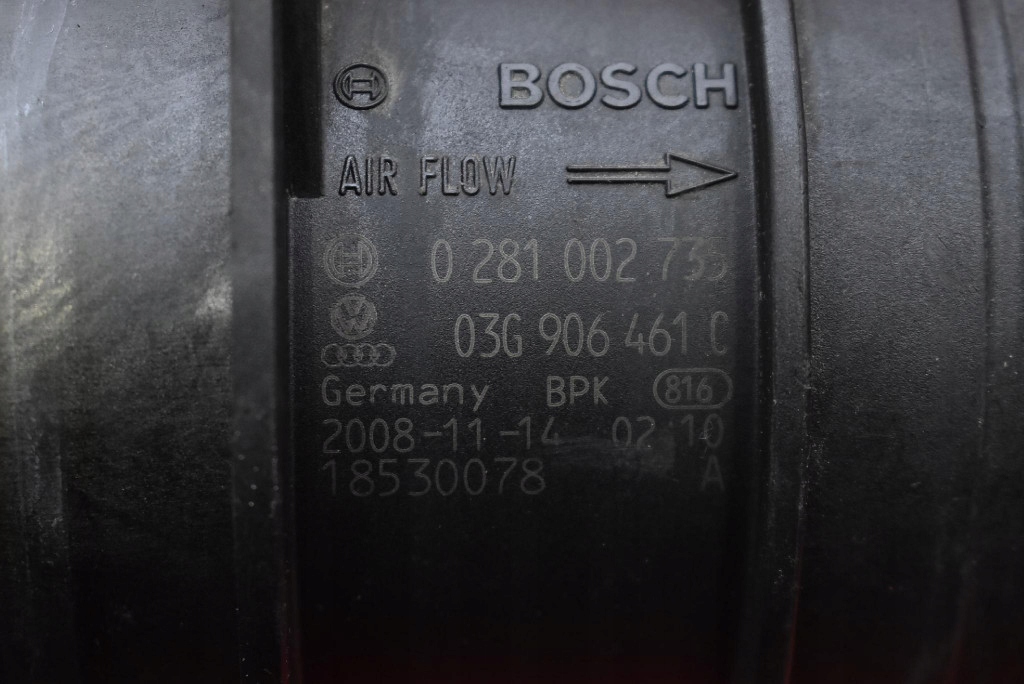 BOSCH
AIR FLOW
0 281 002 735
03G 906 461 C
Germany BPK 816
2008-11-14 02 10
18530078 A